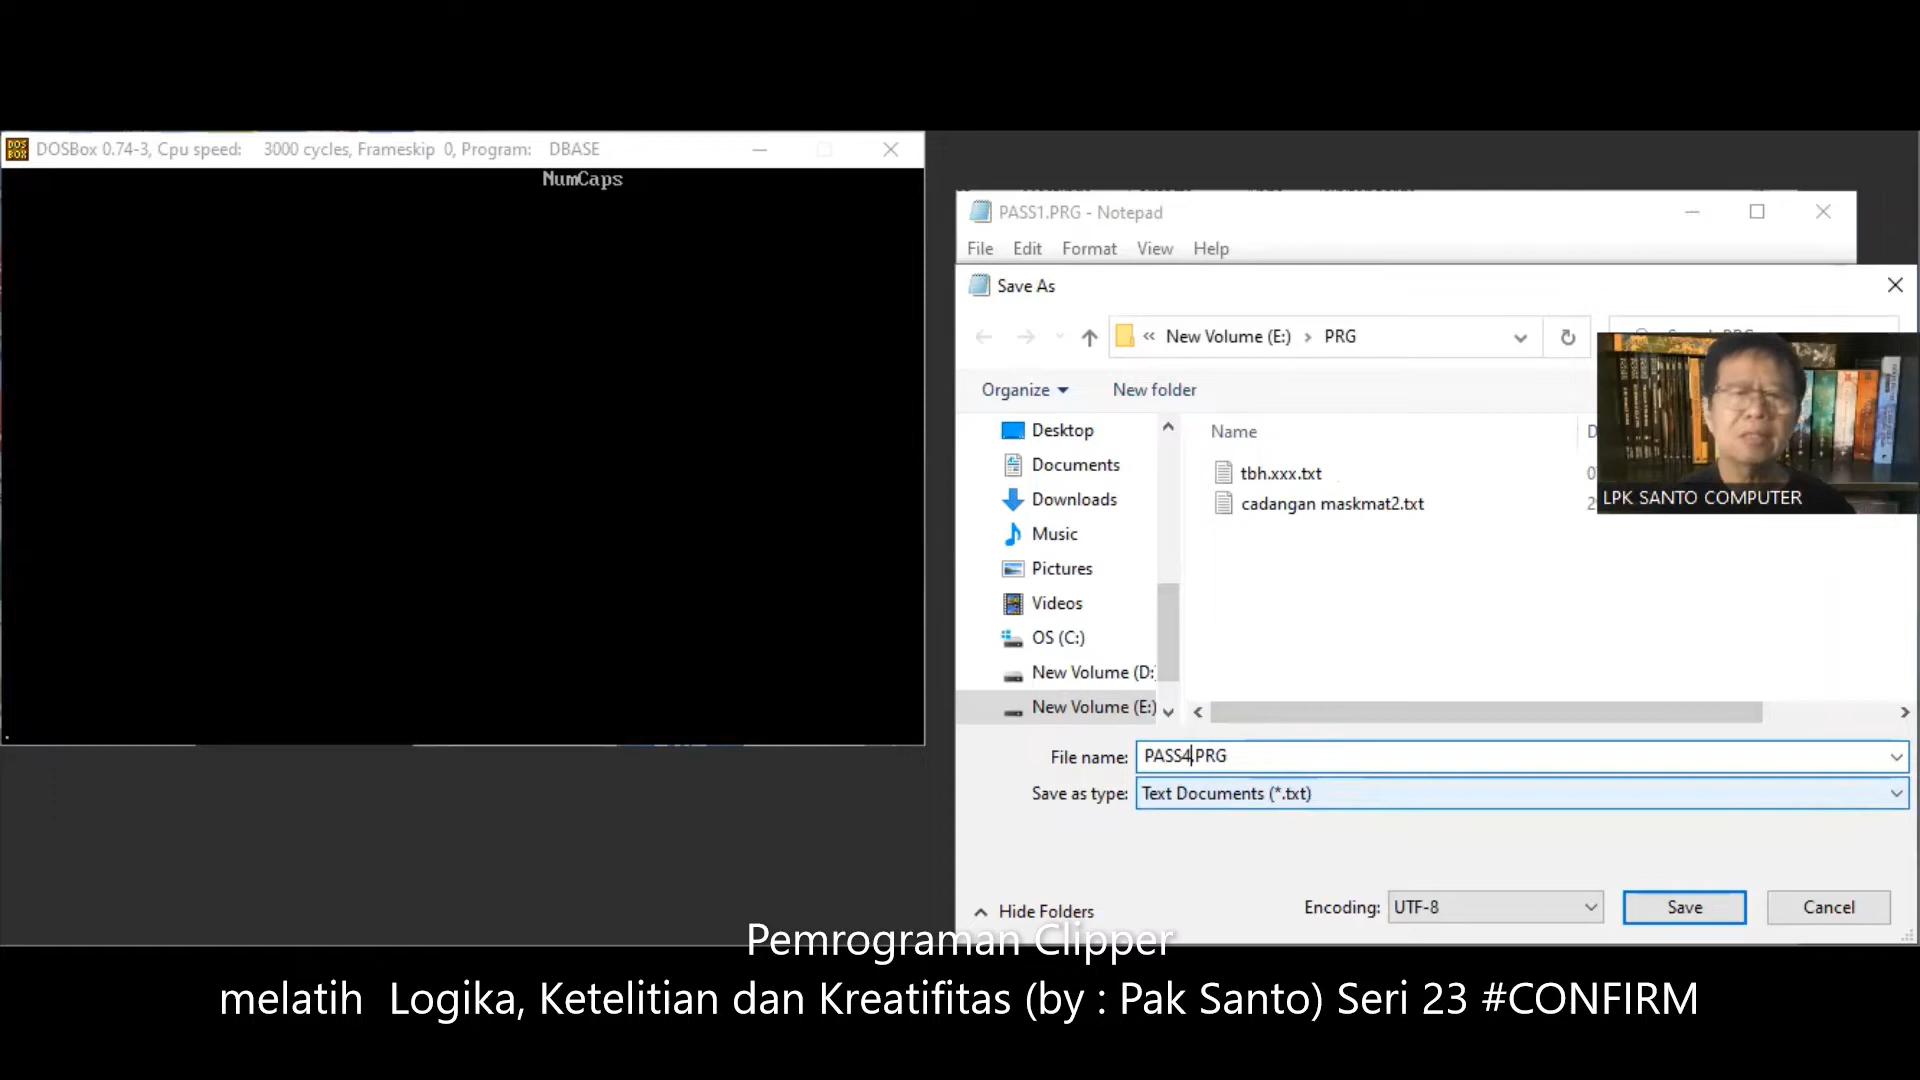 DOSBox 0.74-3, Cpu speed: 3000 cycles, Frameskip 0, Program: DBASE
NumCaps
PASS1.PRG - Notepad
File Edit Format View Help
Save As
« New Volume (E:) › PRG
Organize New folder
Desktop
Documents
Downloads
Music
Pictures
Videos
OS (C:)
New Volume (D:
New Volume (E:)
Name
tbh.xxx.txt
cadangan maskmat2.txt
LPK SANTO COMPUTER
File name: PASS4.PRG
Save as type: Text Documents (*.txt)
Hide Folders
Encoding: UTF-8
Save
Cancel
Pemrograman Clipper
melatih Logika, Ketelitian dan Kreatifitas (by : Pak Santo) Seri 23 #CONFIRM